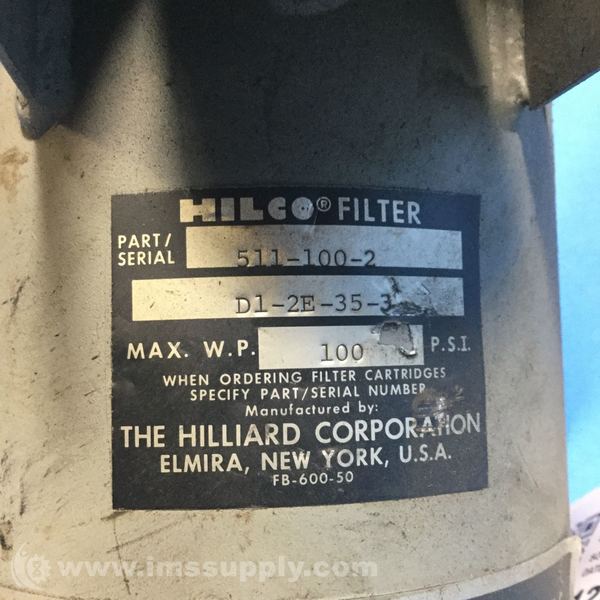 HILCO® FILTER
PART/
SERIAL
511-100-2
D1-2E-35-3
MAX. W.P. 100 P.S.I.
WHEN ORDERING FILTER CARTRIDGES
SPECIFY PART/SERIAL NUMBER
Manufactured by:
THE HILLIARD CORPORATION
ELMIRA, NEW YORK, U.S.A.
FB-600-50
www.imssupply.com